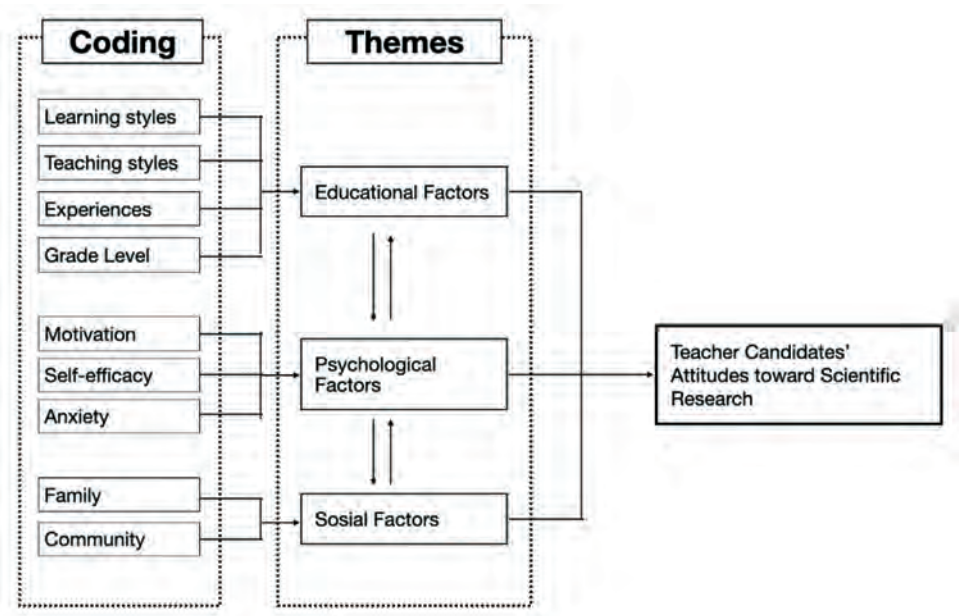 Coding
Themes
Learning styles
Teaching styles
Experiences
Grade Level
Motivation
Self-efficacy
Anxiety
Family
Community
Educational Factors
Psychological
Factors
Sosial Factors
Teacher Candidates'
Attitudes toward Scientific
Research